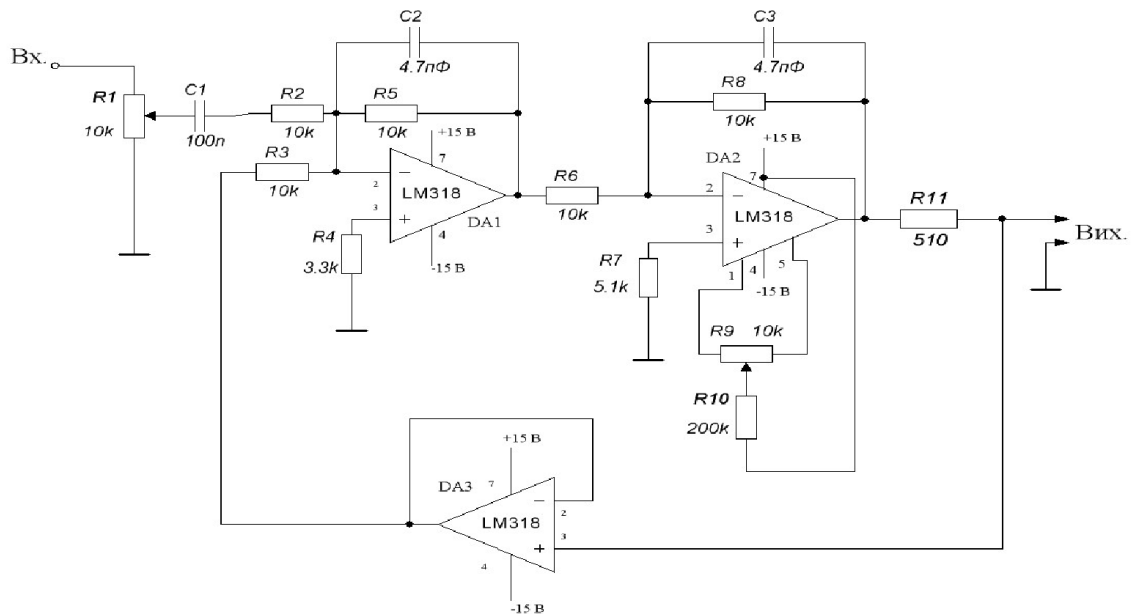 C2
4.7пФ
C3
4.7пФ
Вх.
R1
10k
C1
100n
R2
10k
R5
10k
R8
10k
R3
10k
+15 В
7
2
LM318
3
DA1
4
-15 В
R4
3.3k
R6
10k
DA2
+15 В
7
2
LM318
3
1
4
5
-15 В
R7
5.1k
R11
510
Вих.
R9
10k
R10
200k
DA3
+15 В
7
LM318
2
3
4
-15 В